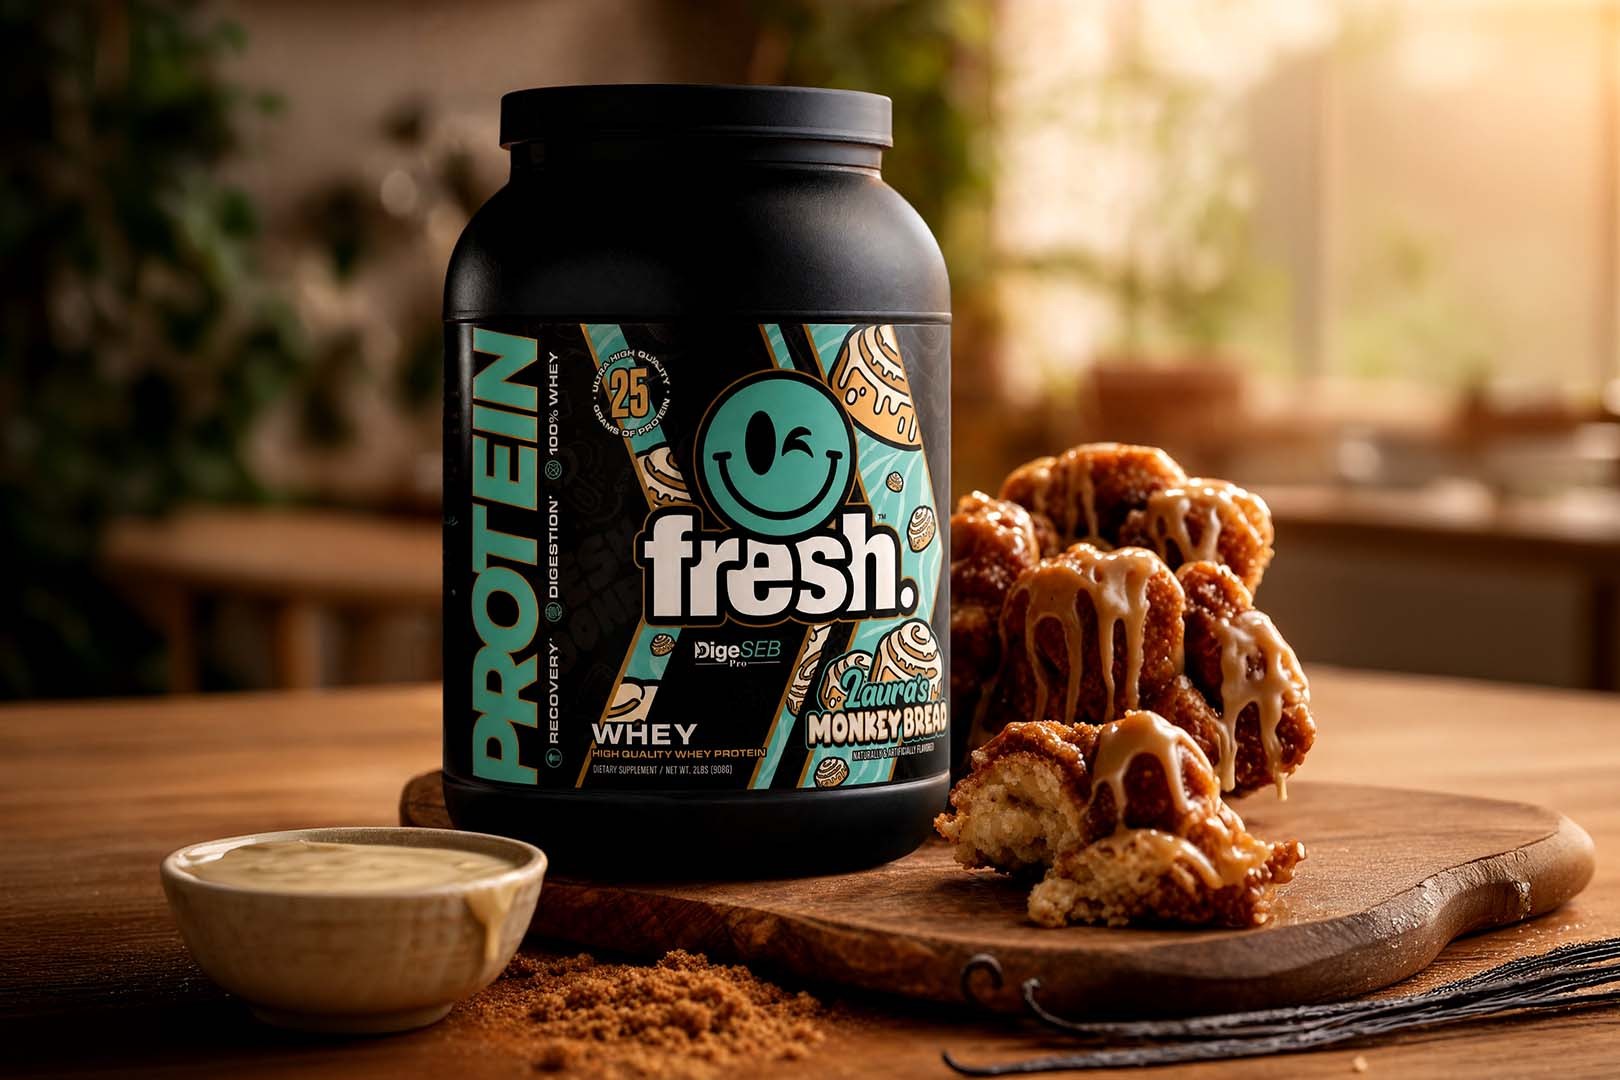 PROTEIN
RECOVERY* DIGESTION* 100% WHEY
ULTRA HIGH QUALITY
25
GRAMS OF PROTEIN
fresh.
TM
DigeSEB
Pro
Laura's
MONKEY BREAD
NATURALLY & ARTIFICIALLY FLAVORED
WHEY
HIGH QUALITY WHEY PROTEIN
DIETARY SUPPLEMENT / NET WT. 2LBS (908G)